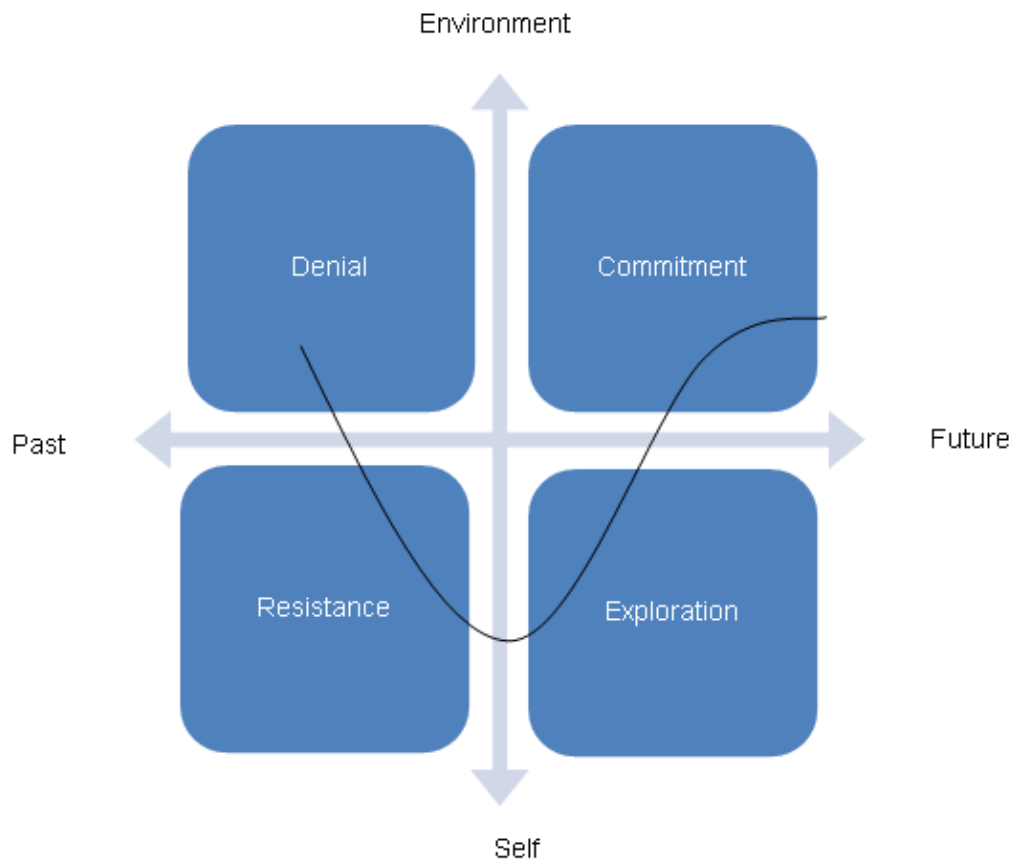 Environment
Denial
Commitment
Past
Future
Resistance
Exploration
Self